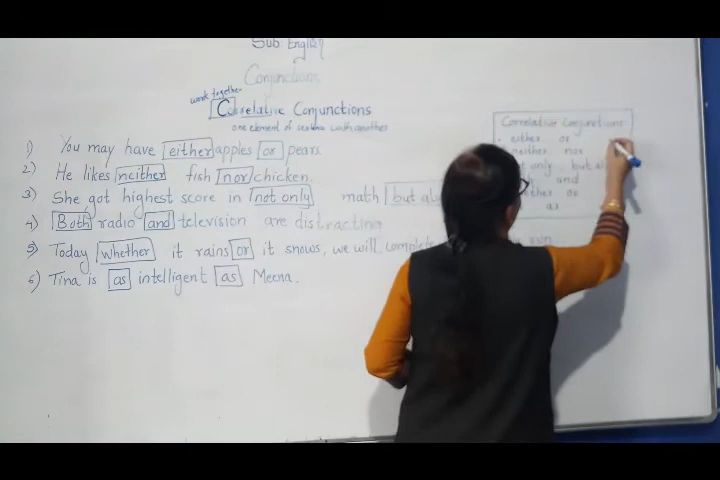 Sub English
Conjunctions
work together
Correlative Conjunctions
one element of sentence with another
1) You may have either apples or pears.
2) He likes neither fish nor chicken.
3) She got highest score in not only math but also
4) Both radio and television are distracting
5) Today whether it rains or it snows, we will complete
6) Tina is as intelligent as Meena.
Correlative Conjunctions
either or
neither nor
not only but also
and
whether or
as